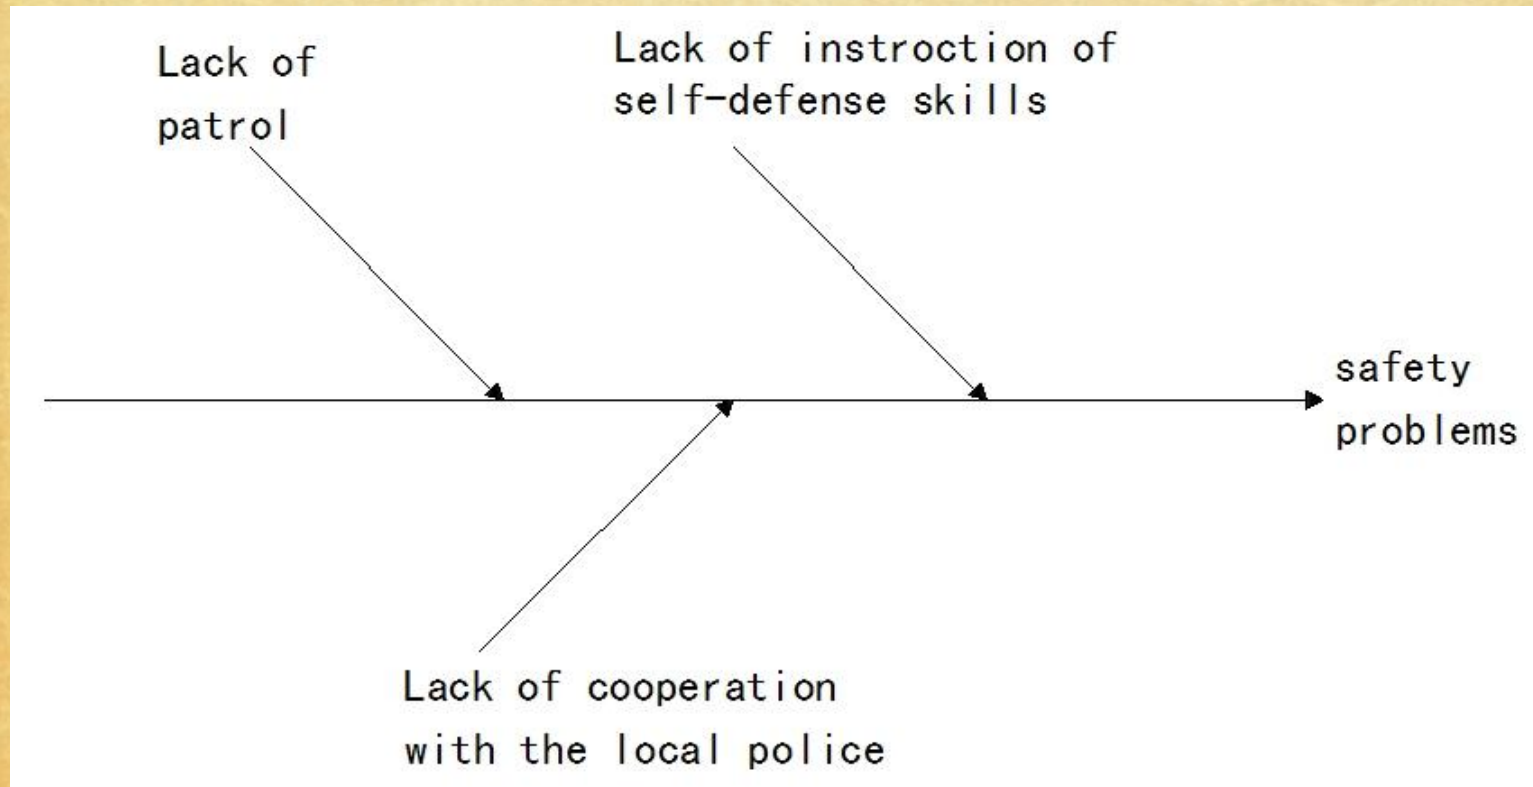 Lack of
patrol
Lack of instroction of
self-defense skills
safety
problems
Lack of cooperation
with the local police